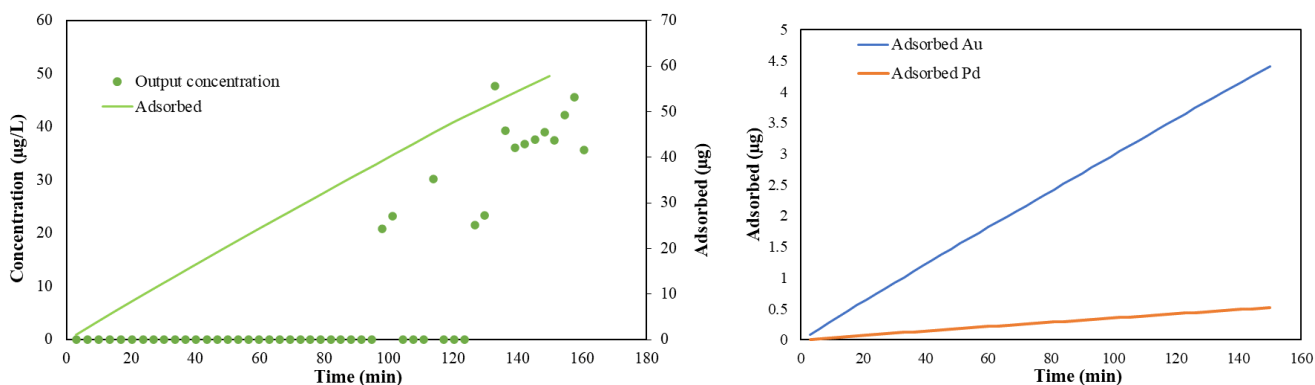 60
50
40
30
20
10
0
Concentration (µg/L)
Output concentration
Adsorbed
70
60
50
40
30
20
10
0
Adsorbed (µg)
0 20 40 60 80 100 120 140 160 180
Time (min)
5
4.5
4
3.5
3
2.5
2
1.5
1
0.5
0
Adsorbed (µg)
Adsorbed Au
Adsorbed Pd
0 20 40 60 80 100 120 140 160
Time (min)